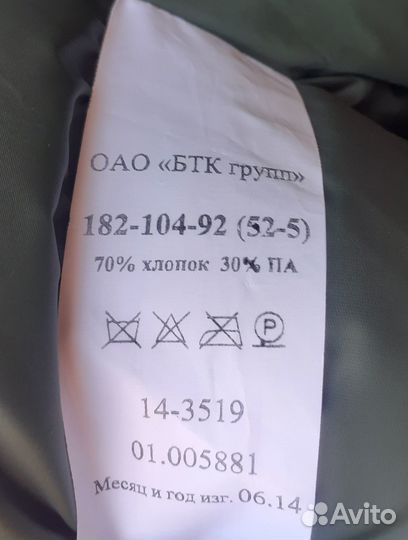 ОАО «БТК групп»
182-104-92 (52-5)
70% хлопок 30% ПА
P
14-3519
01.005881
Месяц и год изг. 06.14
Avito